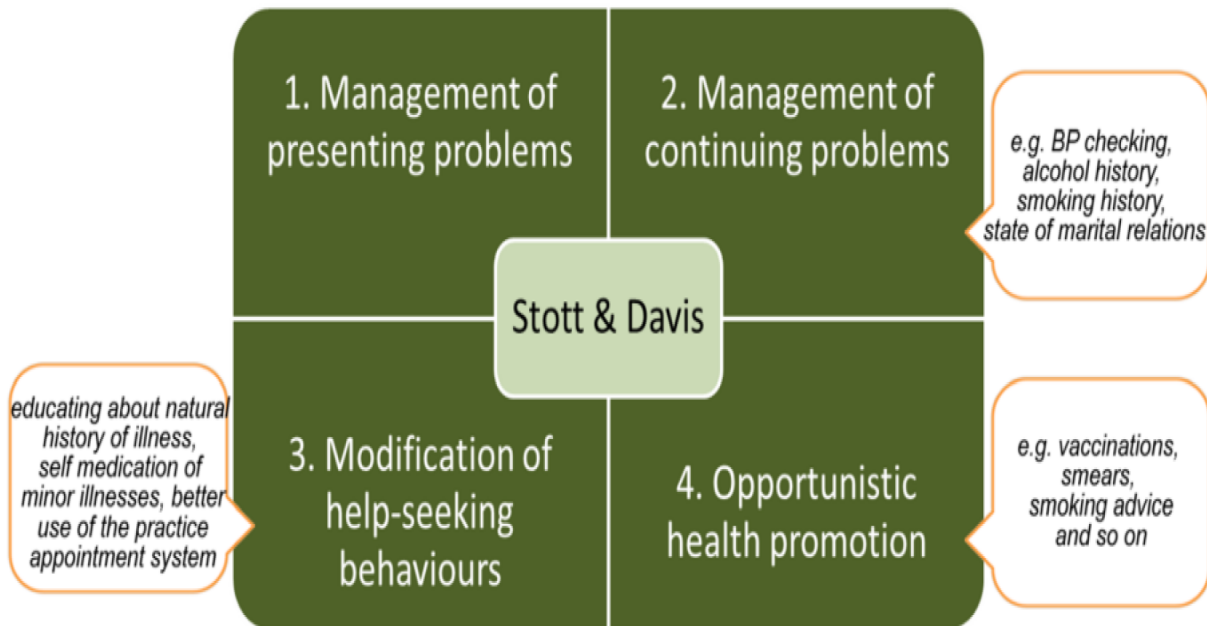 1. Management of
presenting problems
2. Management of
continuing problems
e.g. BP checking,
alcohol history,
smoking history,
state of marital relations
Stott & Davis
educating about natural
history of illness,
self medication of
minor illnesses, better
use of the practice
appointment system
3. Modification of
help-seeking
behaviours
4. Opportunistic
health promotion
e.g. vaccinations,
smears,
smoking advice
and so on